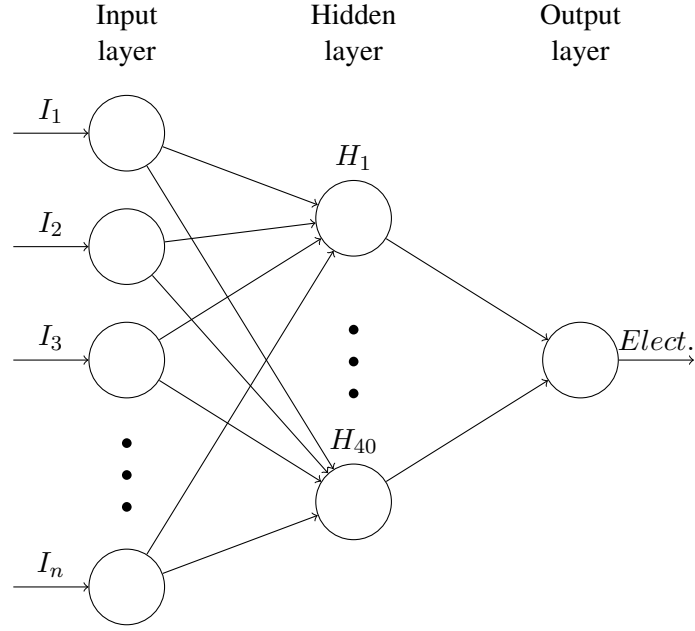 Input
layer
Hidden
layer
Output
layer
I₁
I₂
I₃
Iₙ
H₁
H₄₀
Elect.